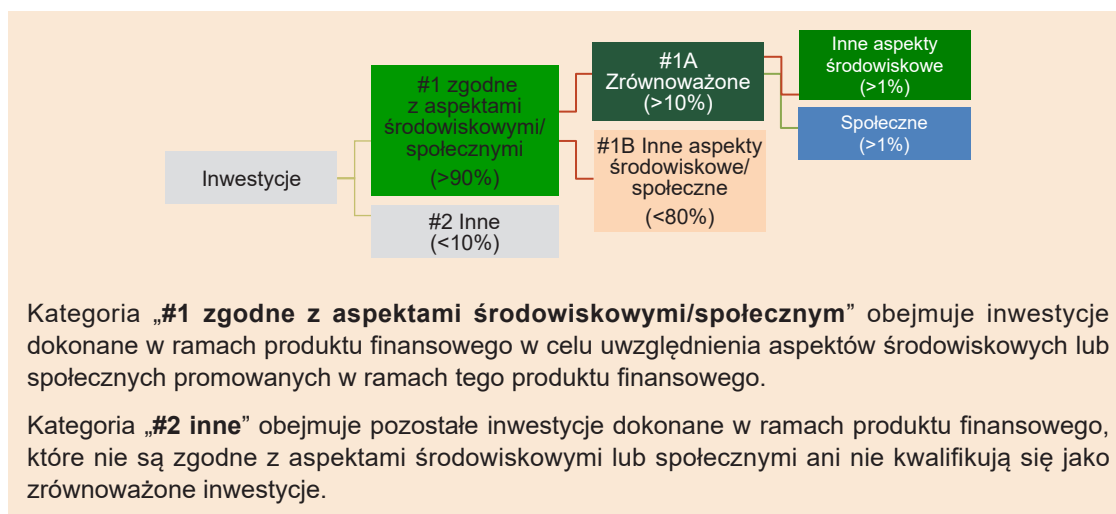 Inwestycje
#1 zgodne
z aspektami
środowiskowymi/
społecznymi
(>90%)
#2 Inne
(<10%)
#1A
Zrównoważone
(>10%)
#1B Inne aspekty
środowiskowe/
społeczne
(<80%)
Inne aspekty
środowiskowe
(>1%)
Społeczne
(>1%)
Kategoria „#1 zgodne z aspektami środowiskowymi/społecznym” obejmuje inwestycje
dokonane w ramach produktu finansowego w celu uwzględnienia aspektów środowiskowych lub
społecznych promowanych w ramach tego produktu finansowego.
Kategoria „#2 inne” obejmuje pozostałe inwestycje dokonane w ramach produktu finansowego,
które nie są zgodne z aspektami środowiskowymi lub społecznymi ani nie kwalifikują się jako
zrównoważone inwestycje.